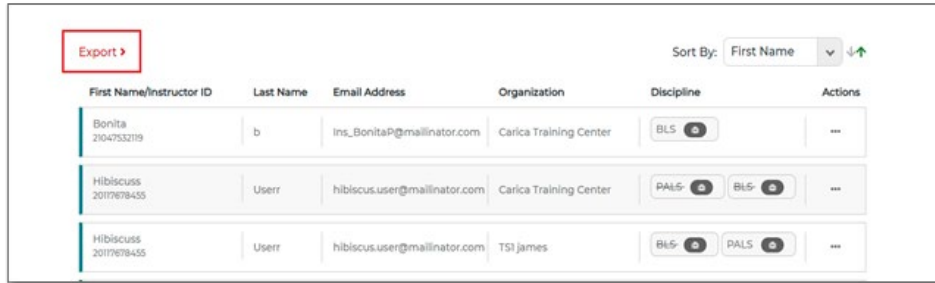 Export >
Sort By: First Name
First Name/Instructor ID Last Name Email Address Organization Discipline Actions
Bonita
21047532119
b Ins_BonitaP@mailinator.com Carica Training Center BLS ...
Hibiscuss
20117678455
Userr hibiscus.user@mailinator.com Carica Training Center PALS BLS ...
Hibiscuss
20117678455
Userr hibiscus.user@mailinator.com TS1 james BLS PALS ...